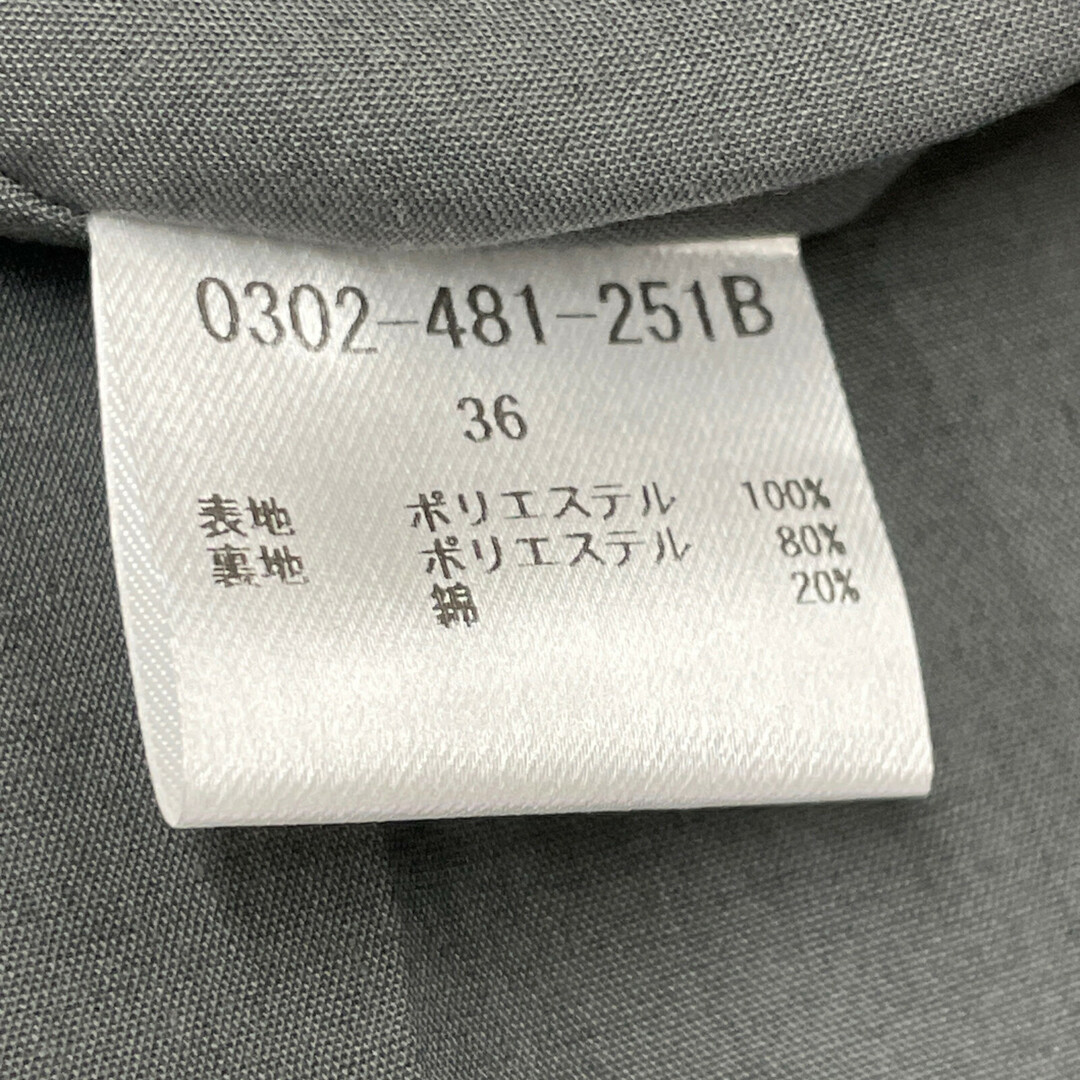 0302-481-251B
36
表地 ポリエステル 100%
裏地 ポリエステル 80%
綿 20%